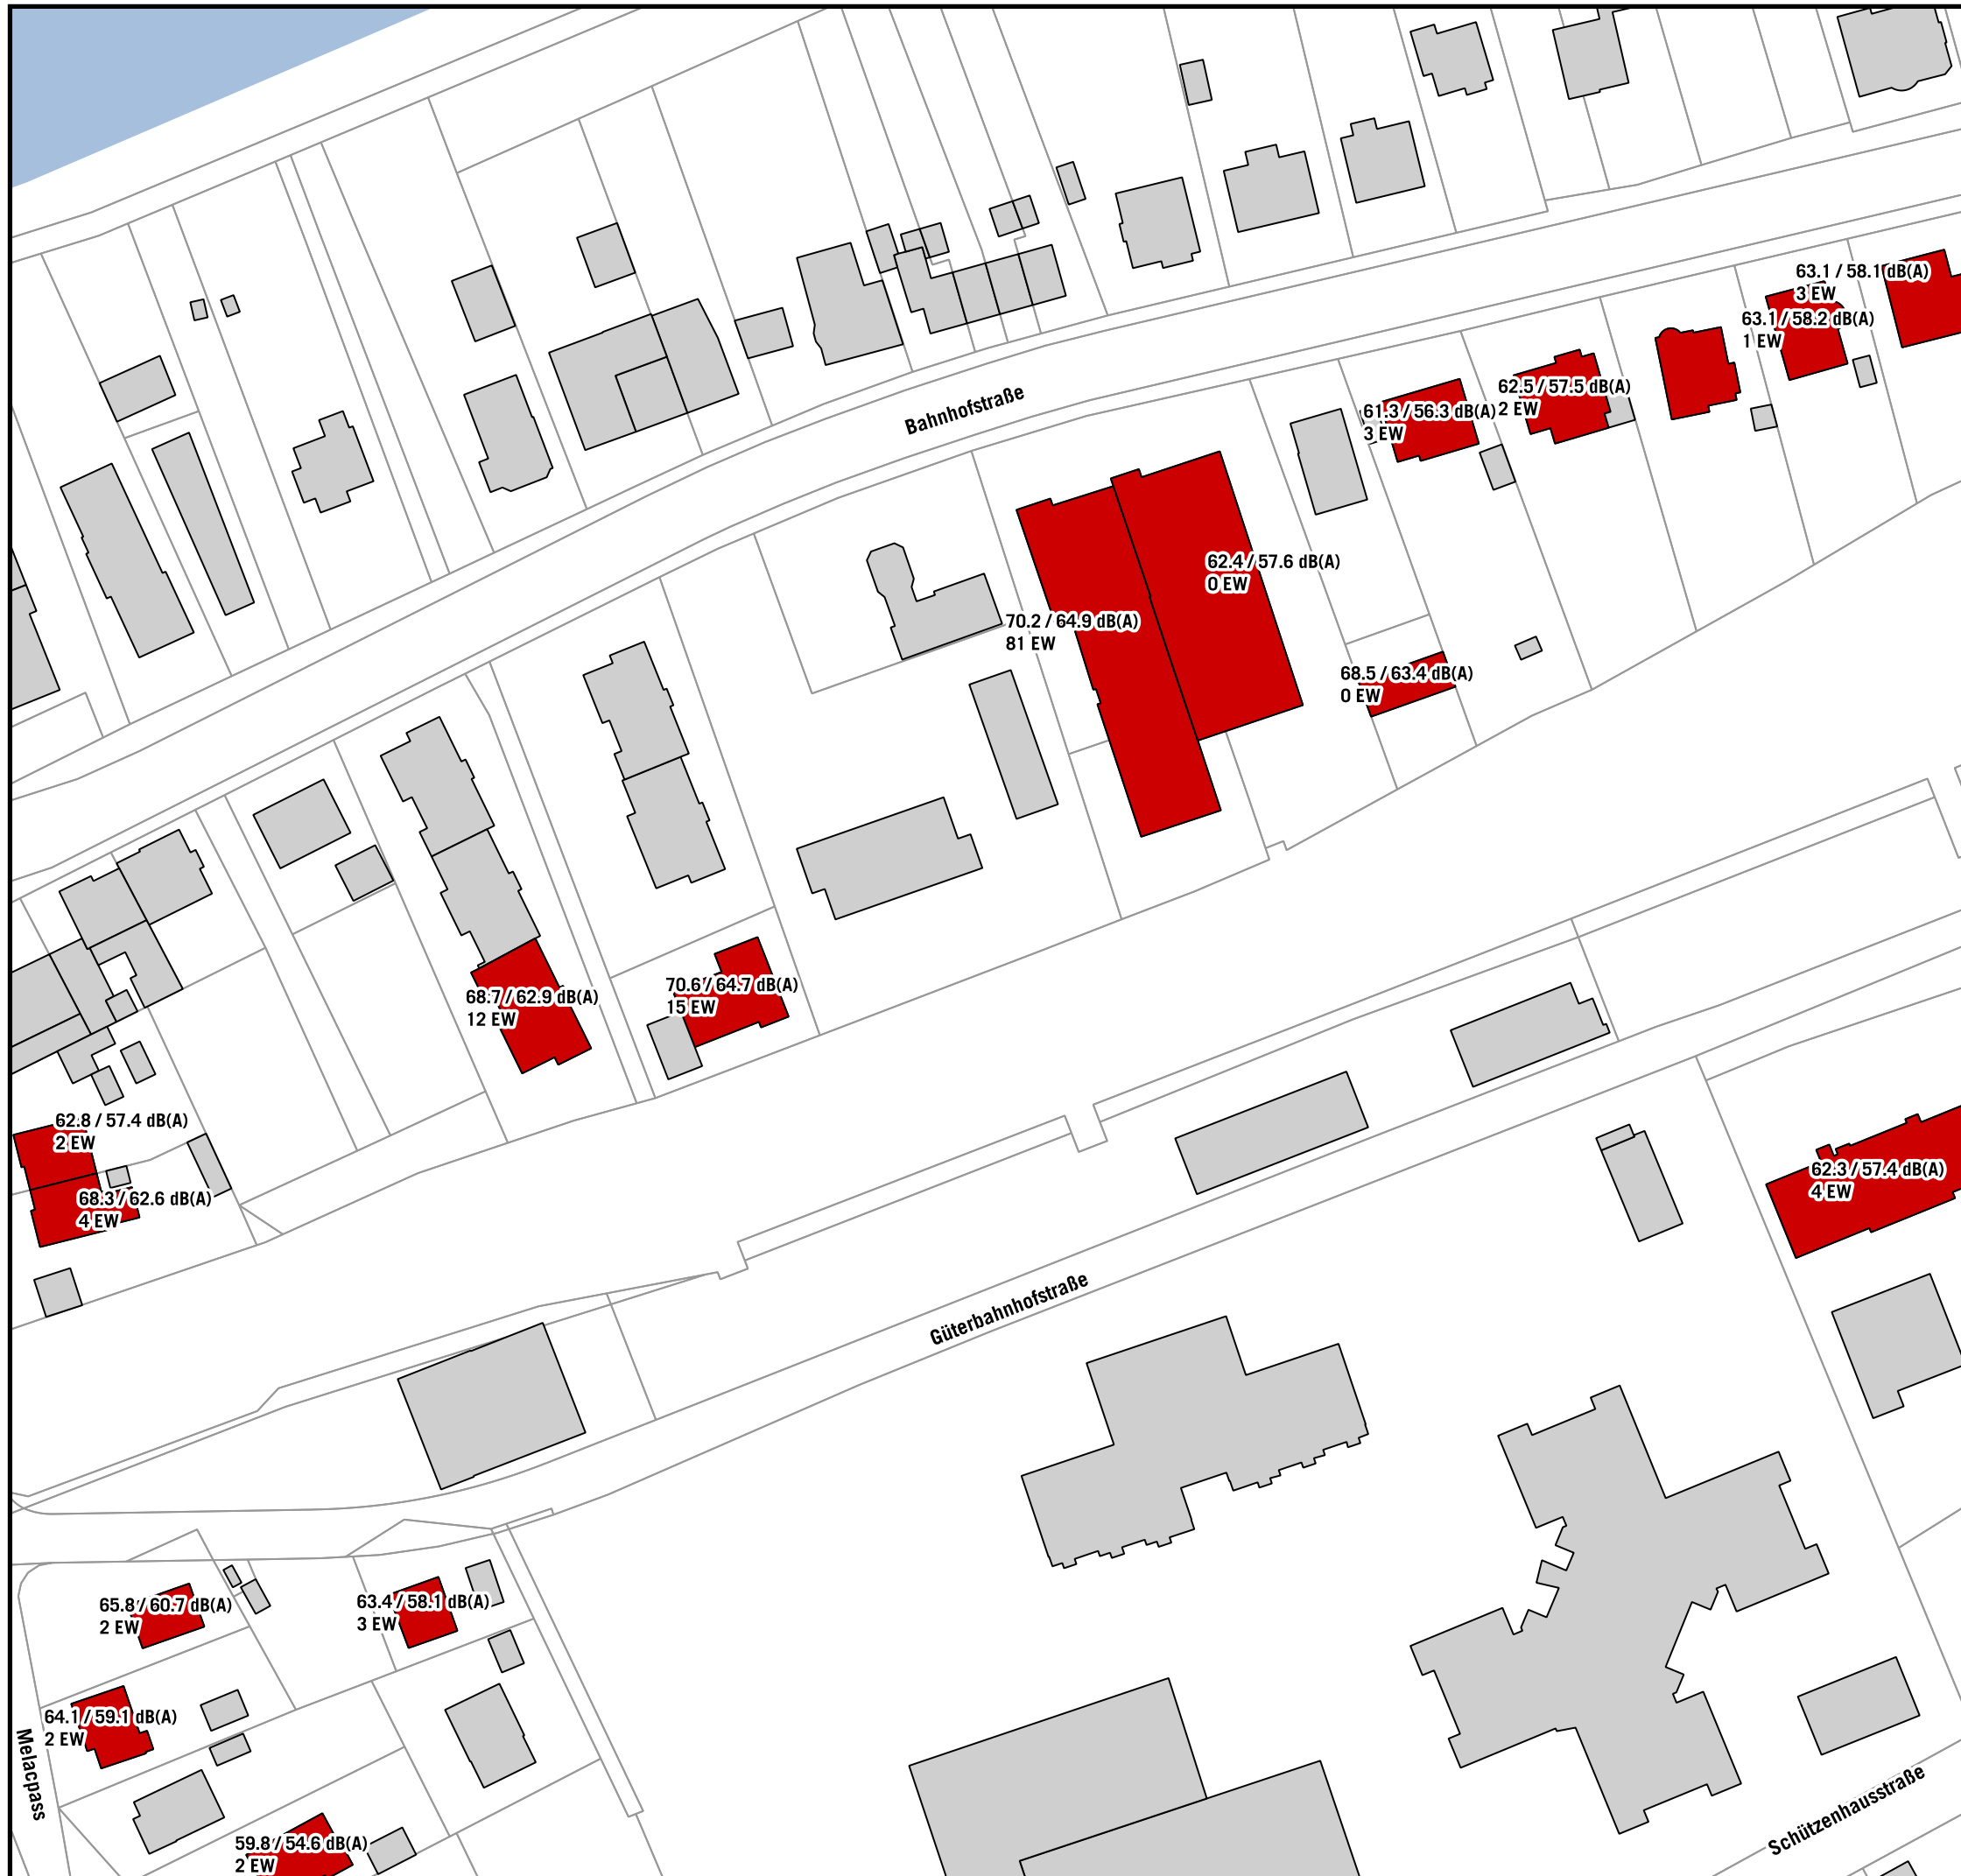 63.1 / 58.1 dB(A)
3 EW
63.1 / 58.2 dB(A)
1 EW
62.5 / 57.5 dB(A)
2 EW
61.3 / 56.3 dB(A)
3 EW
Bahnhofstraße
62.4 / 57.6 dB(A)
0 EW
70.2 / 64.9 dB(A)
81 EW
68.5 / 63.4 dB(A)
0 EW
70.6 / 64.7 dB(A)
15 EW
68.7 / 62.9 dB(A)
12 EW
62.8 / 57.4 dB(A)
2 EW
68.3 / 62.6 dB(A)
4 EW
62.3 / 57.4 dB(A)
4 EW
Güterbahnhofstraße
65.8 / 60.7 dB(A)
2 EW
63.4 / 58.1 dB(A)
3 EW
64.1 / 59.1 dB(A)
2 EW
Melacpass
Schützenhausstraße
59.8 / 54.6 dB(A)
2 EW